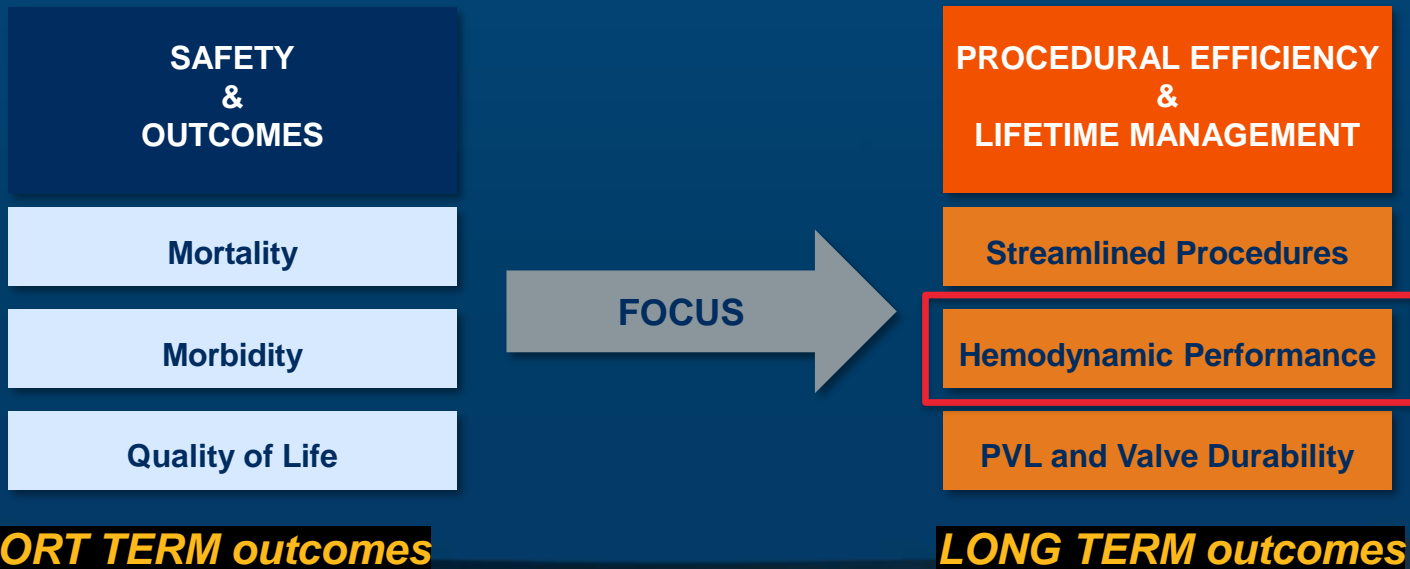 SAFETY
&
OUTCOMES
Mortality
Morbidity
Quality of Life
ORT TERM outcomes
FOCUS
PROCEDURAL EFFICIENCY
&
LIFETIME MANAGEMENT
Streamlined Procedures
Hemodynamic Performance
PVL and Valve Durability
LONG TERM outcomes